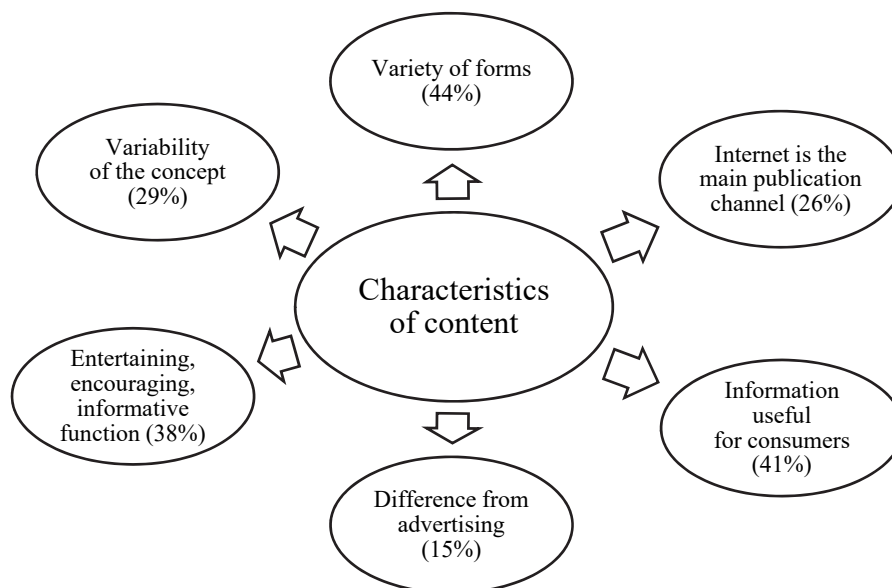 Variety of forms
(44%)
Variability
of the concept
(29%)
Internet is the
main publication
channel (26%)
Characteristics
of content
Entertaining,
encouraging,
informative
function (38%)
Information
useful
for consumers
(41%)
Difference from
advertising
(15%)